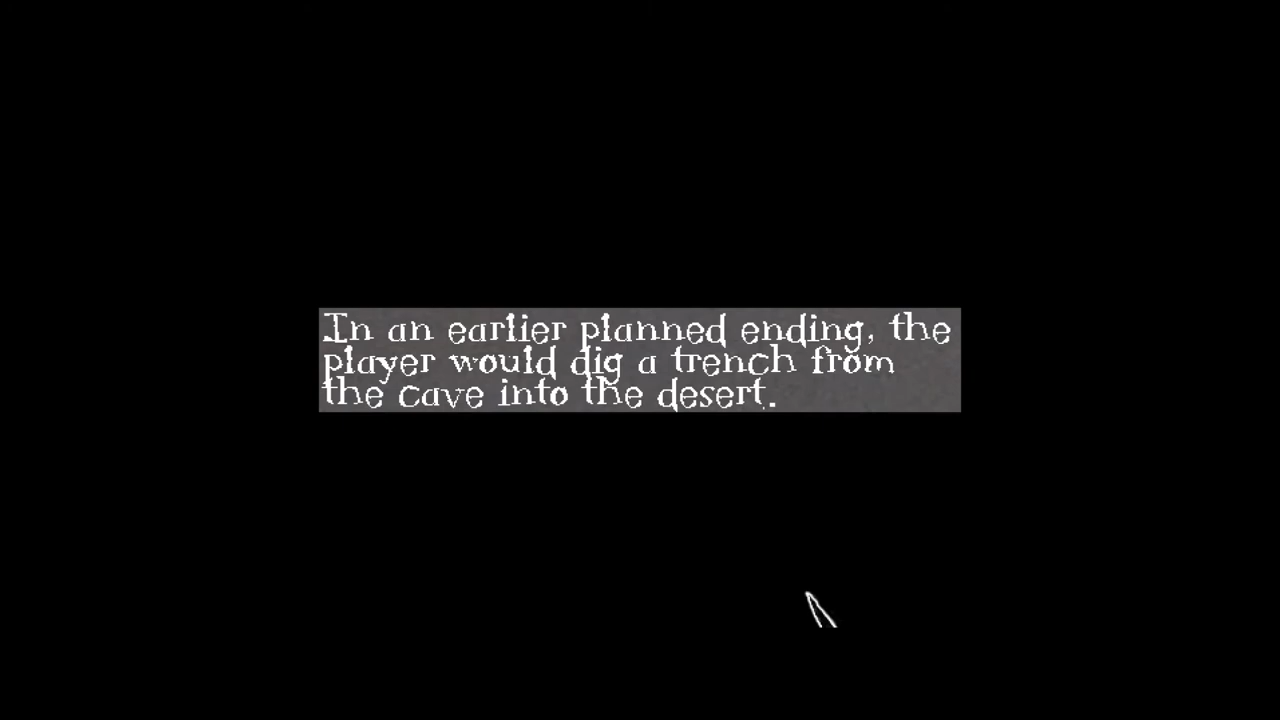 In an earlier planned ending, the
player would dig a trench from
the cave into the desert.